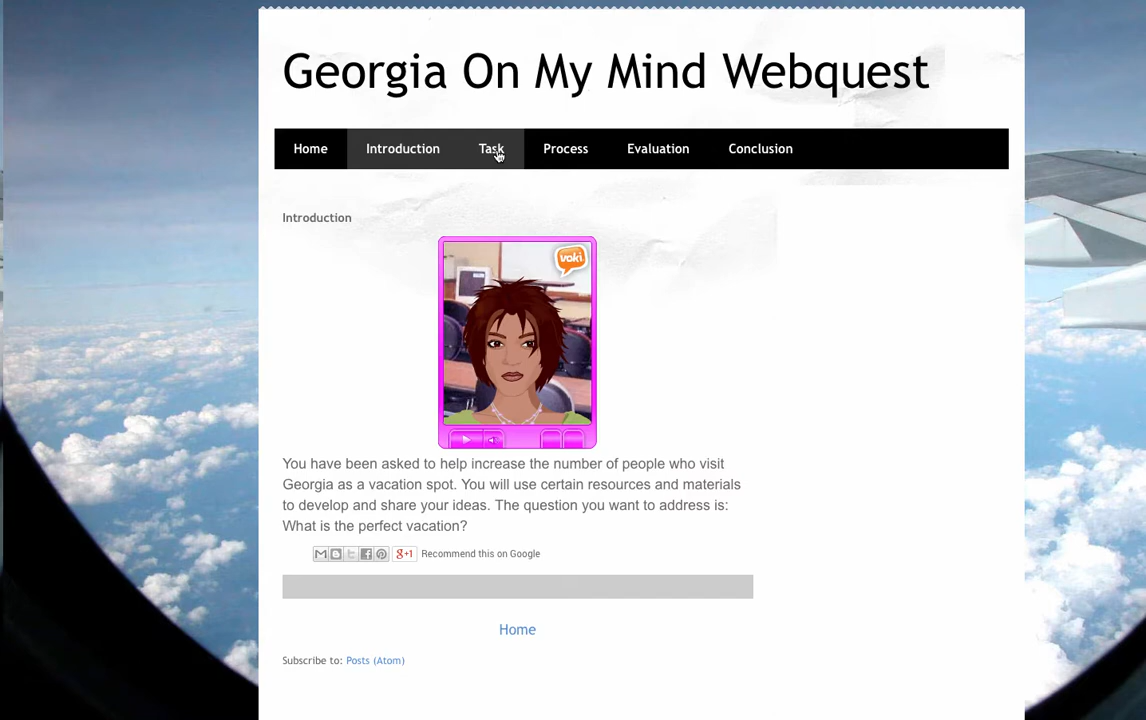 Georgia On My Mind Webquest
Home Introduction Task Process Evaluation Conclusion
Introduction
voki
You have been asked to help increase the number of people who visit
Georgia as a vacation spot. You will use certain resources and materials
to develop and share your ideas. The question you want to address is:
What is the perfect vacation?
g+1 Recommend this on Google
Home
Subscribe to: Posts (Atom)